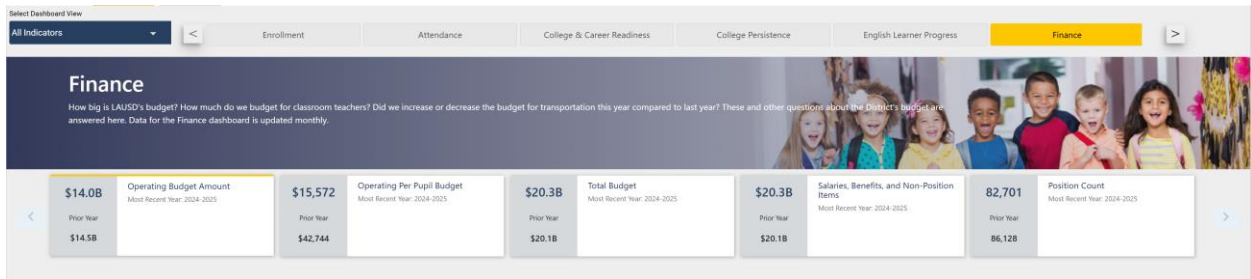 Select Dashboard View
All Indicators
<
Enrollment
Attendance
College & Career Readiness
College Persistence
English Learner Progress
Finance
>
Finance
How big is LAUSD's budget? How much do we budget for classroom teachers? Did we increase or decrease the budget for transportation this year compared to last year? These and other questions about the District's budget are
answered here. Data for the Finance dashboard is updated monthly.
$14.0B
Prior Year
$14.5B
Operating Budget Amount
Most Recent Year: 2024-2025
$15,572
Prior Year
$42,744
Operating Per Pupil Budget
Most Recent Year: 2024-2025
$20.3B
Prior Year
$20.1B
Total Budget
Most Recent Year: 2024-2025
$20.3B
Prior Year
$20.1B
Salaries, Benefits, and Non-Position
Items
Most Recent Year: 2024-2025
82,701
Prior Year
86,128
Position Count
Most Recent Year: 2024-2025